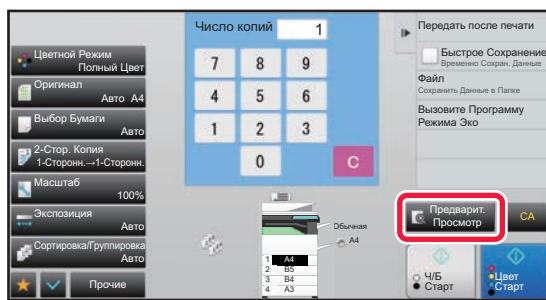 Число копий 1
Передать после печати
Цветной Режим
Полный Цвет
Быстрое Сохранение
Временно Сохран. Данные
Оригинал
Авто A4
Файл
Сохранить Данные в Папке
Выбор Бумаги
Авто
Вызовите Программу
Режима Эко
2-Стор. Копия
1-Сторонн.→1-Сторонн.
Масштаб
100%
Экспозиция
Авто
Сортировка/Группировка
Авто
Прочие
7 8 9
4 5 6
1 2 3
0 C
Обычная
A4
1 A4
2 B5
3 B4
4 A3
Предварит.
Просмотр
CA
Ч/Б
Старт
Цвет
Старт